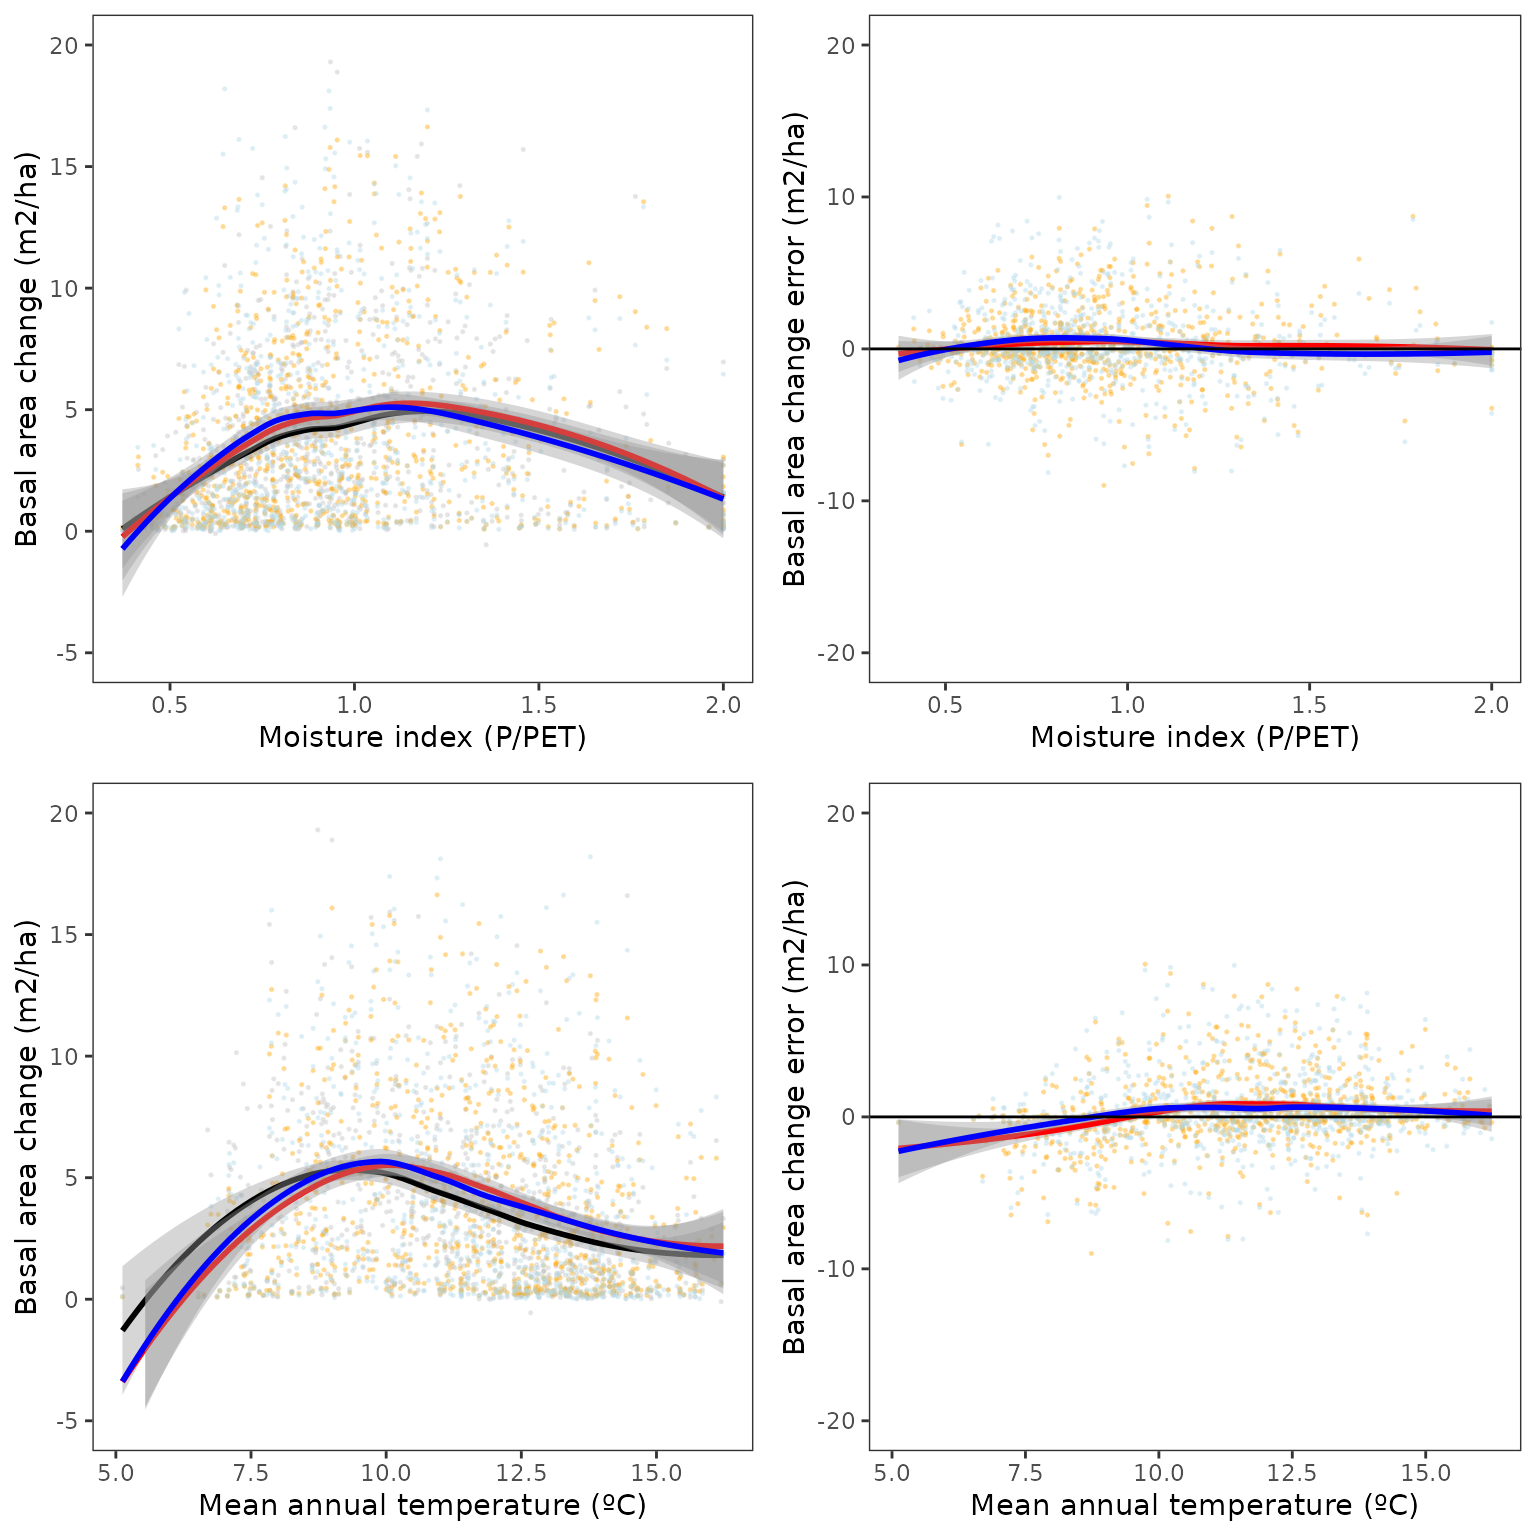 Basal area change (m2/ha)
20
15
10
5
0
-5
0.5 1.0 1.5 2.0
Moisture index (P/PET)
Basal area change error (m2/ha)
20
10
0
-10
-20
0.5 1.0 1.5 2.0
Moisture index (P/PET)
Basal area change (m2/ha)
20
15
10
5
0
-5
5.0 7.5 10.0 12.5 15.0
Mean annual temperature (ºC)
Basal area change error (m2/ha)
20
10
0
-10
-20
5.0 7.5 10.0 12.5 15.0
Mean annual temperature (ºC)